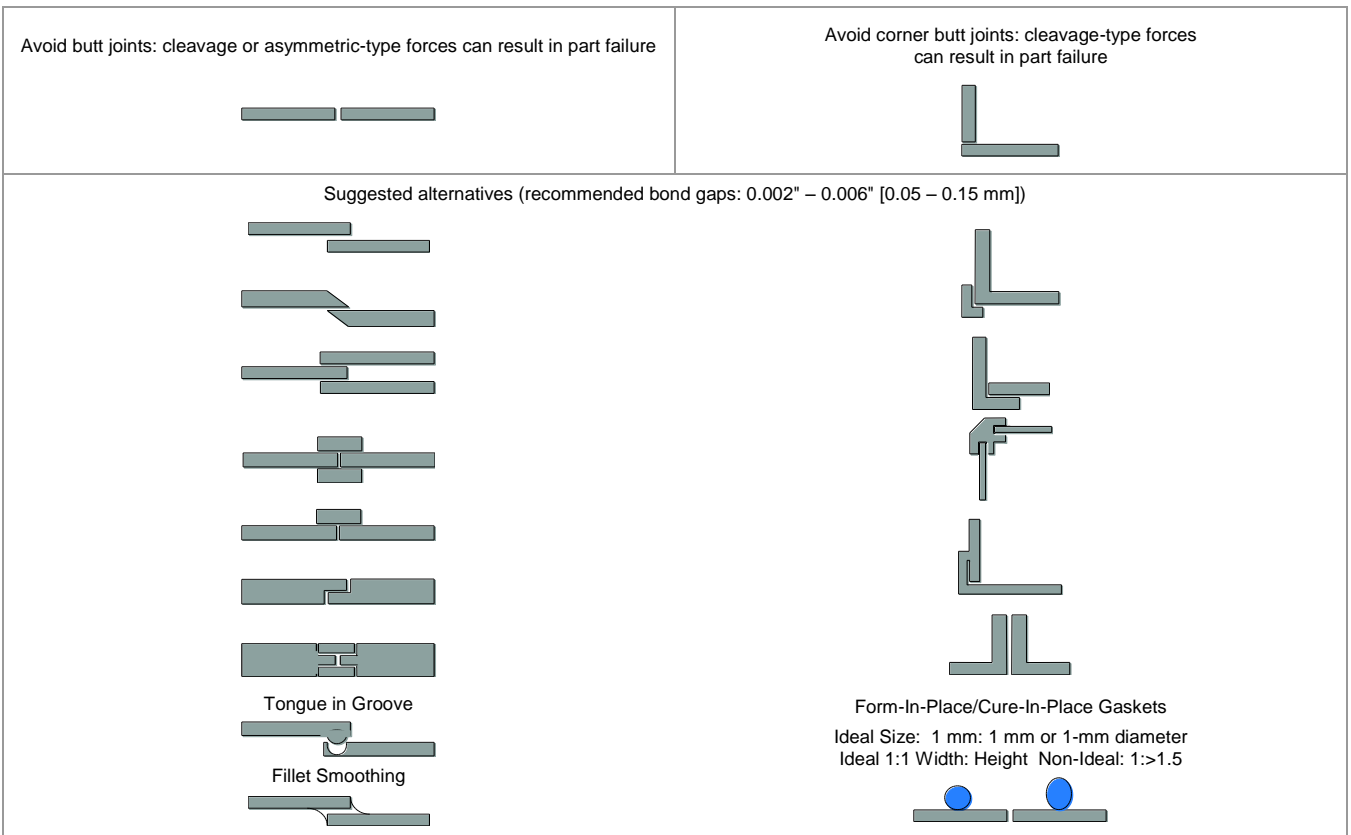 Avoid butt joints: cleavage or asymmetric-type forces can result in part failure
Avoid corner butt joints: cleavage-type forces
can result in part failure
Suggested alternatives (recommended bond gaps: 0.002" – 0.006" [0.05 – 0.15 mm])
Tongue in Groove
Fillet Smoothing
Form-In-Place/Cure-In-Place Gaskets
Ideal Size:  1 mm: 1 mm or 1-mm diameter
Ideal 1:1 Width: Height  Non-Ideal: 1:>1.5